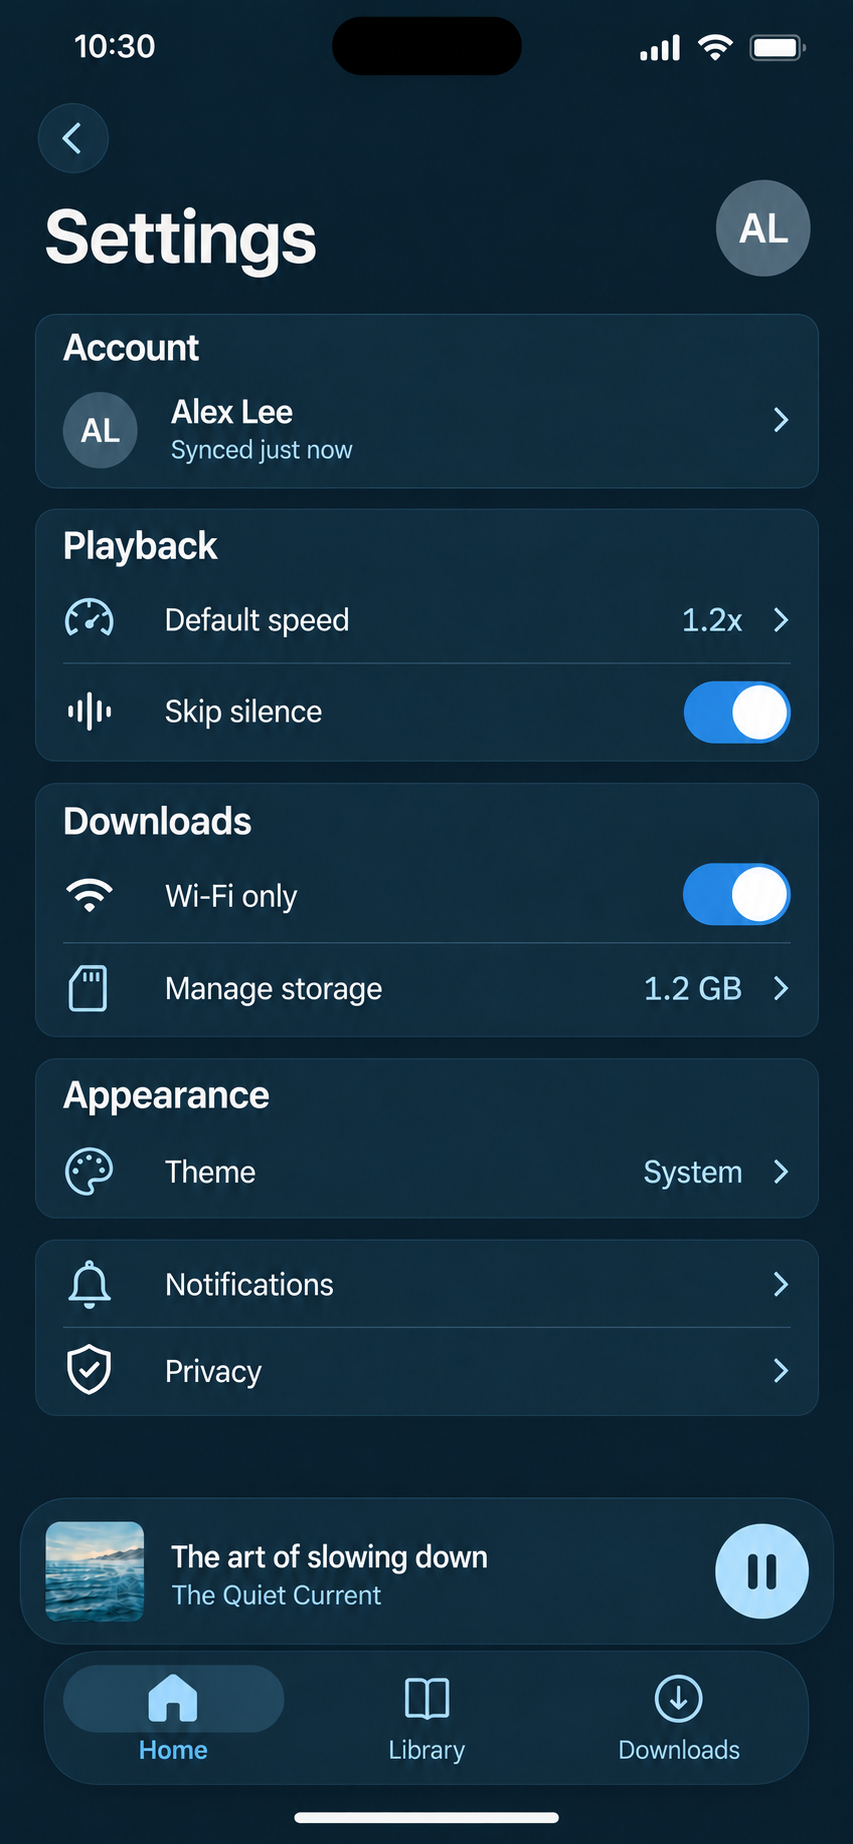 10:30
Settings
AL
Account
AL
Alex Lee
Synced just now
Playback
Default speed
1.2x
Skip silence
Downloads
Wi-Fi only
Manage storage
1.2 GB
Appearance
Theme
System
Notifications
Privacy
The art of slowing down
The Quiet Current
Home
Library
Downloads